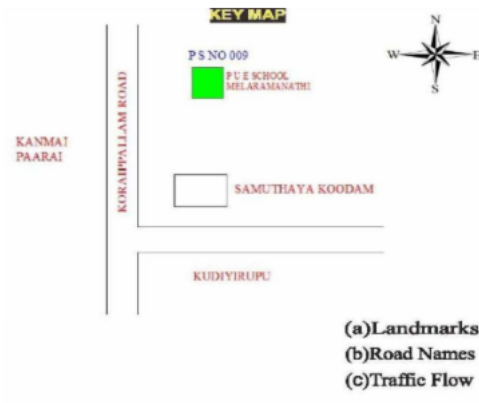 KEY MAP
N
P S NO 009
W
E
P U E SCHOOL
MELARAMANATHI
S
KORAIPPALLAM ROAD
KANMAI
PAARAI
SAMUTHAYA KOODAM
KUDIYIRUPU
(a)Landmarks
(b)Road Names
(c)Traffic Flow